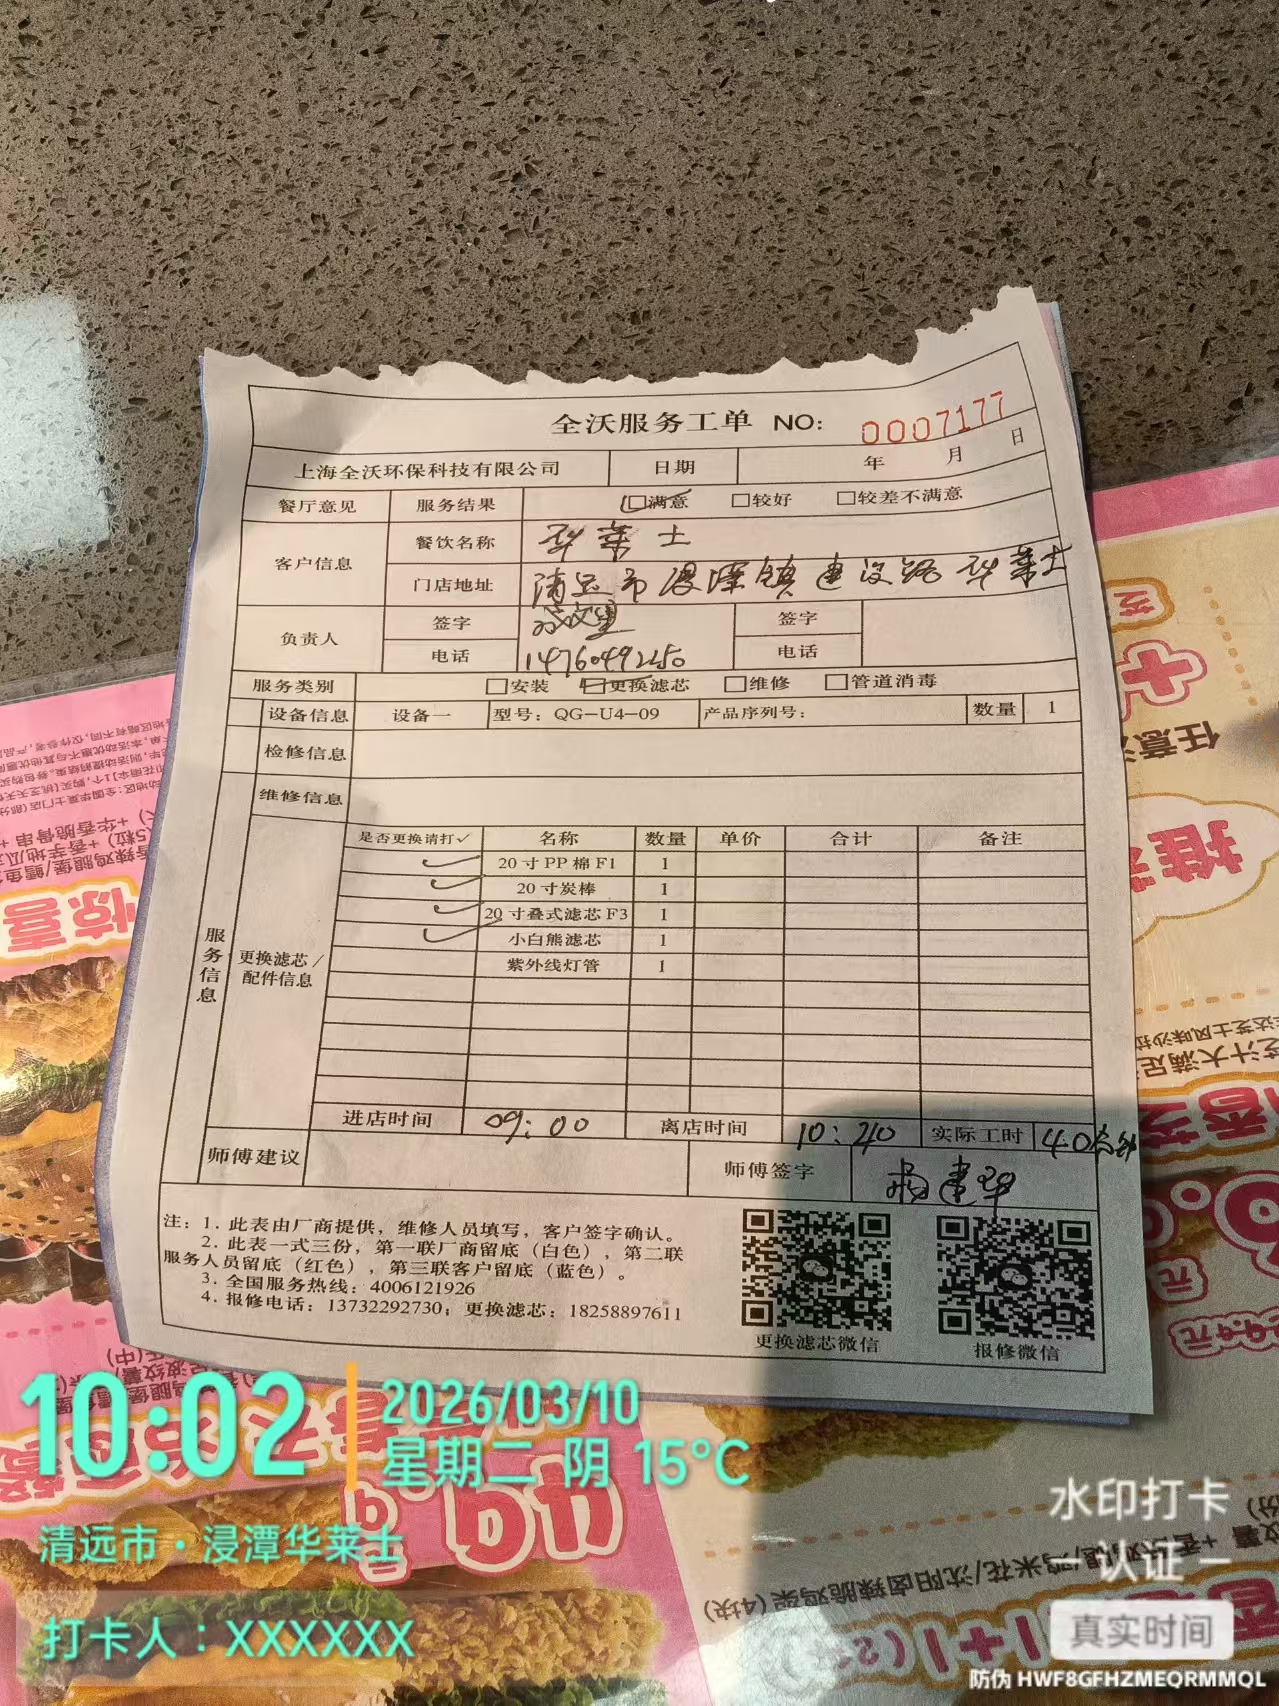 全沃服务工单 NO: 0007177
上海全沃环保科技有限公司 日期 年 月 日
餐厅意见 服务结果 满意 较好 较差不满意
客户信息 餐饮名称 华莱士
门店地址 清远市浸潭镇建设路华莱士
负责人 签字 签字
电话 14760492250 电话
服务类别 安装 更换滤芯 维修 管道消毒
设备信息 设备一 型号：QG-U4-09 产品序列号： 数量 1
检修信息
维修信息
服务信息
更换滤芯/配件信息
是否更换请打✓ 名称 数量 单价 合计 备注
✓ 20寸PP棉F1 1
✓ 20寸炭棒 1
✓ 20寸叠式滤芯F3 1
✓ 小白熊滤芯 1
紫外线灯管 1
进店时间 09:00 离店时间 10:40 实际工时 40分钟
师傅建议 师傅签字 杨建华
注：1. 此表由厂商提供，维修人员填写，客户签字确认。
2. 此表一式三份，第一联厂商留底（白色），第二联
服务人员留底（红色），第三联客户留底（蓝色）。
3. 全国服务热线：4006121926
4. 报修电话：13732292730；更换滤芯：18258897611
更换滤芯微信 报修微信
10:02
2026/03/10
星期二 阴 15°C
清远市·浸潭华莱士
打卡人：XXXXXX
水印打卡
认证
真实时间
防伪 HWF8GFHZMEQRMMQL